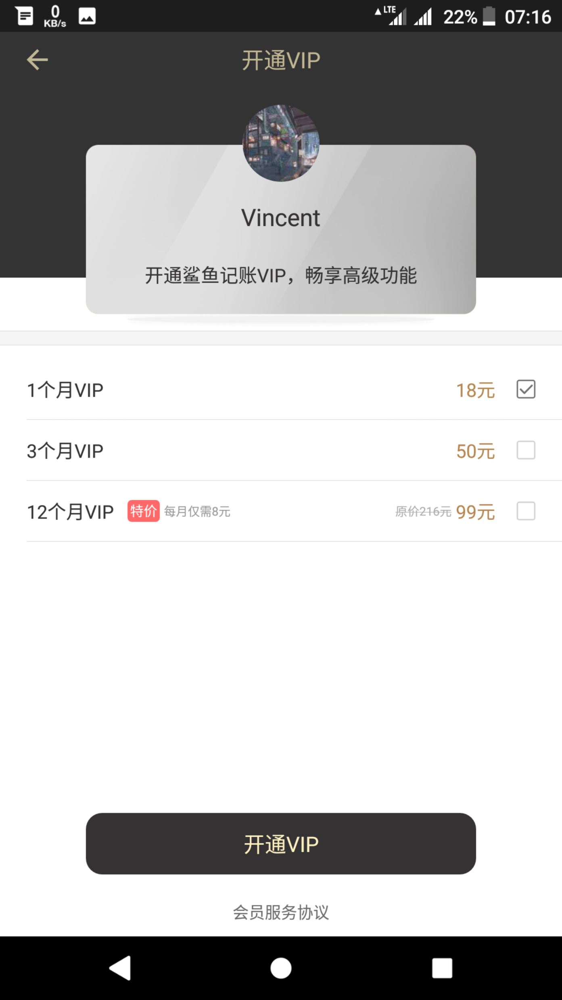 0
KB/s
LTE
22%
07:16
开通VIP
Vincent
开通鲨鱼记账VIP，畅享高级功能
1个月VIP 18元
3个月VIP 50元
12个月VIP 特价 每月仅需8元 原价216元 99元
开通VIP
会员服务协议